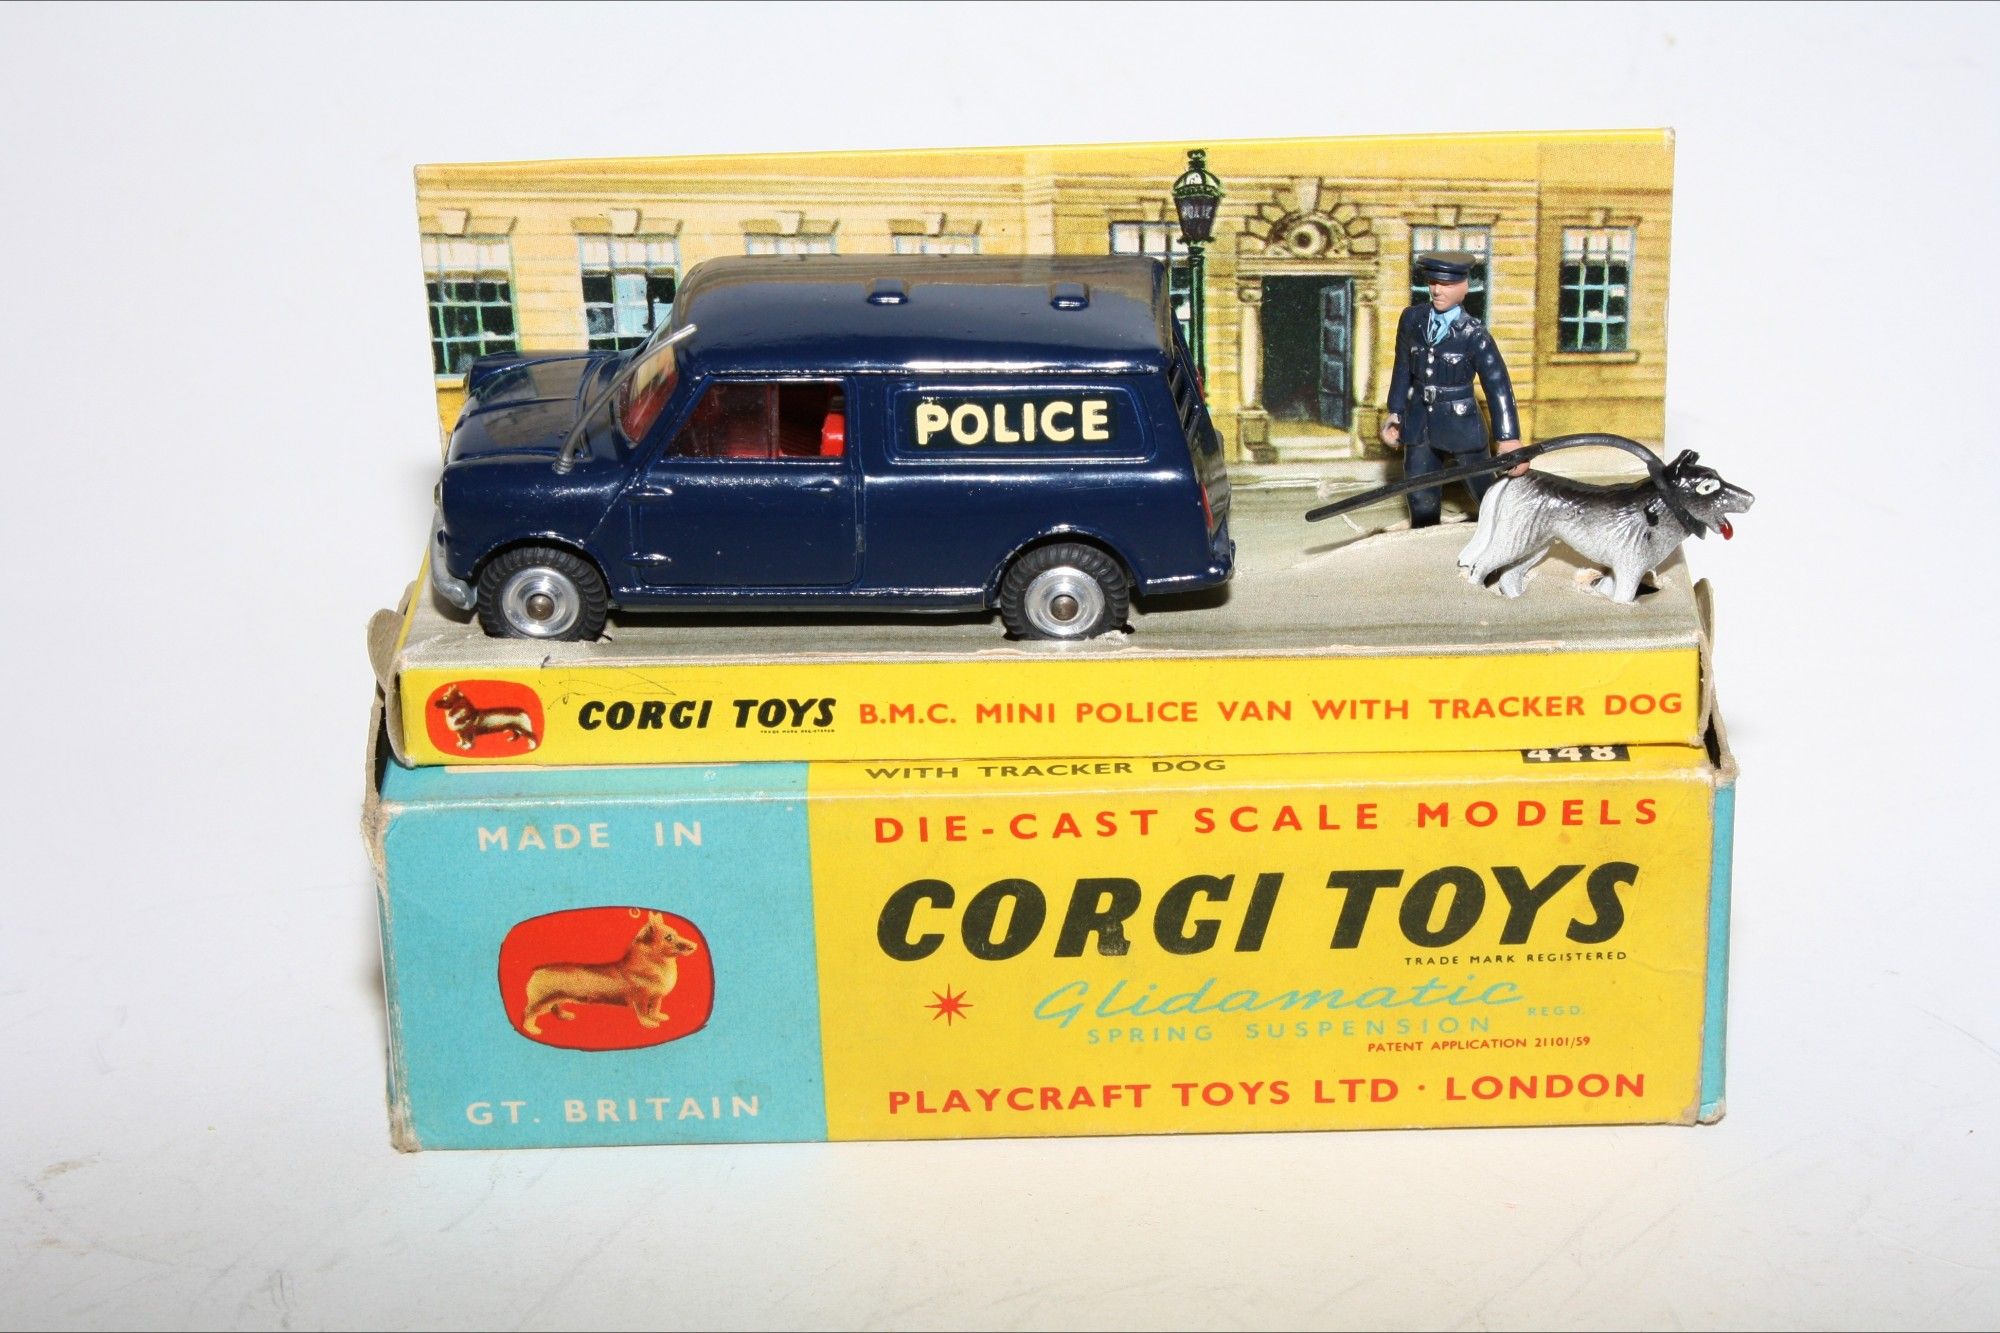 POLICE
POLICE
CORGI TOYS B.M.C. MINI POLICE VAN WITH TRACKER DOG
TRADE MARK REGISTERED
WITH TRACKER DOG 448
MADE IN
GT. BRITAIN
DIE-CAST SCALE MODELS
CORGI TOYS
TRADE MARK REGISTERED
Glidamatic REGD.
SPRING SUSPENSION
PATENT APPLICATION 21101/59
PLAYCRAFT TOYS LTD · LONDON